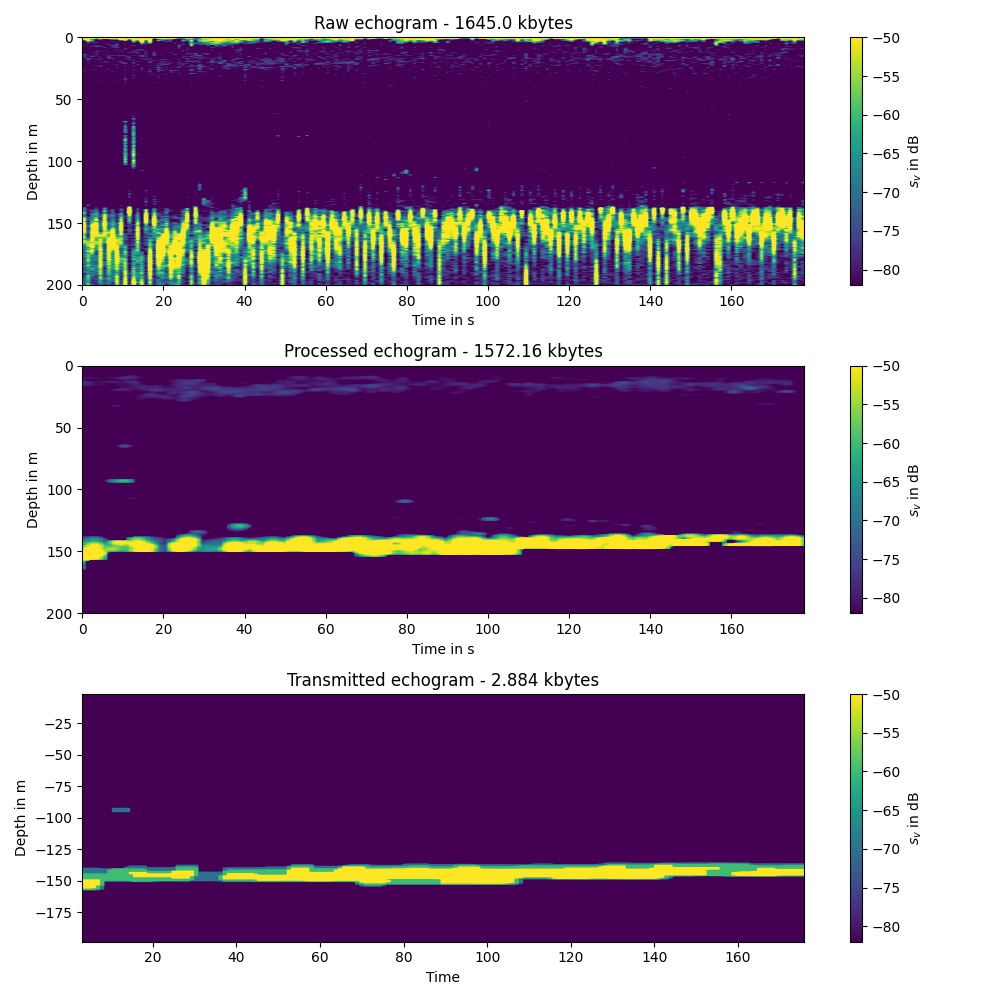 Raw echogram - 1645.0 kbytes
0
50
100
150
200
Depth in m
0 20 40 60 80 100 120 140 160
Time in s
−50
−55
−60
−65
−70
−75
−80
sᵥ in dB
Processed echogram - 1572.16 kbytes
0
50
100
150
200
Depth in m
0 20 40 60 80 100 120 140 160
Time in s
−50
−55
−60
−65
−70
−75
−80
sᵥ in dB
Transmitted echogram - 2.884 kbytes
−25
−50
−75
−100
−125
−150
−175
Depth in m
20 40 60 80 100 120 140 160
Time
−50
−55
−60
−65
−70
−75
−80
sᵥ in dB